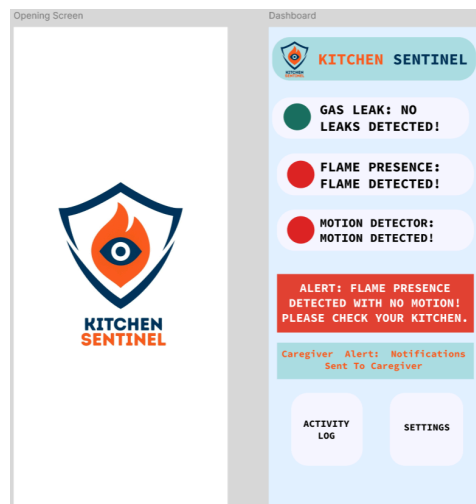 Opening Screen
KITCHEN
SENTINEL
Dashboard
KITCHEN
SENTINEL
KITCHEN SENTINEL
GAS LEAK: NO
LEAKS DETECTED!
FLAME PRESENCE:
FLAME DETECTED!
MOTION DETECTOR:
MOTION DETECTED!
ALERT: FLAME PRESENCE
DETECTED WITH NO MOTION!
PLEASE CHECK YOUR KITCHEN.
Caregiver Alert: Notifications
Sent To Caregiver
ACTIVITY
LOG
SETTINGS